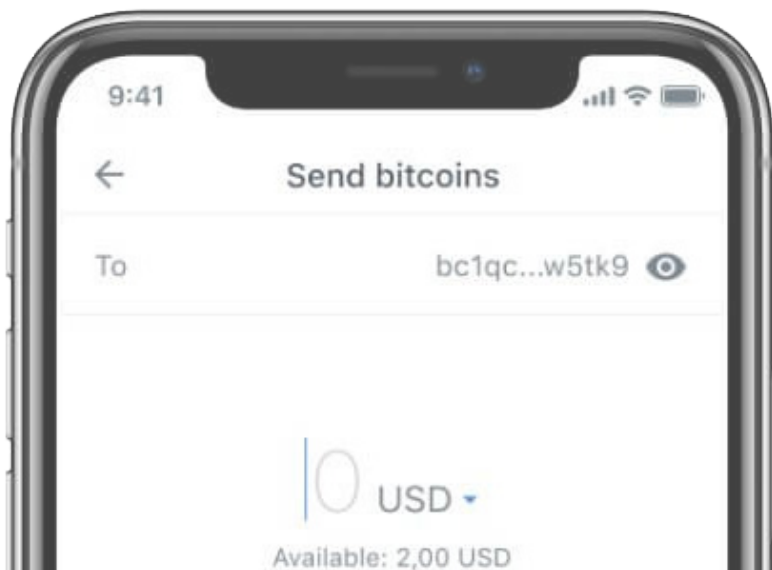 9:41
Send bitcoins
To bc1qc...w5tk9
0 USD
Available: 2,00 USD